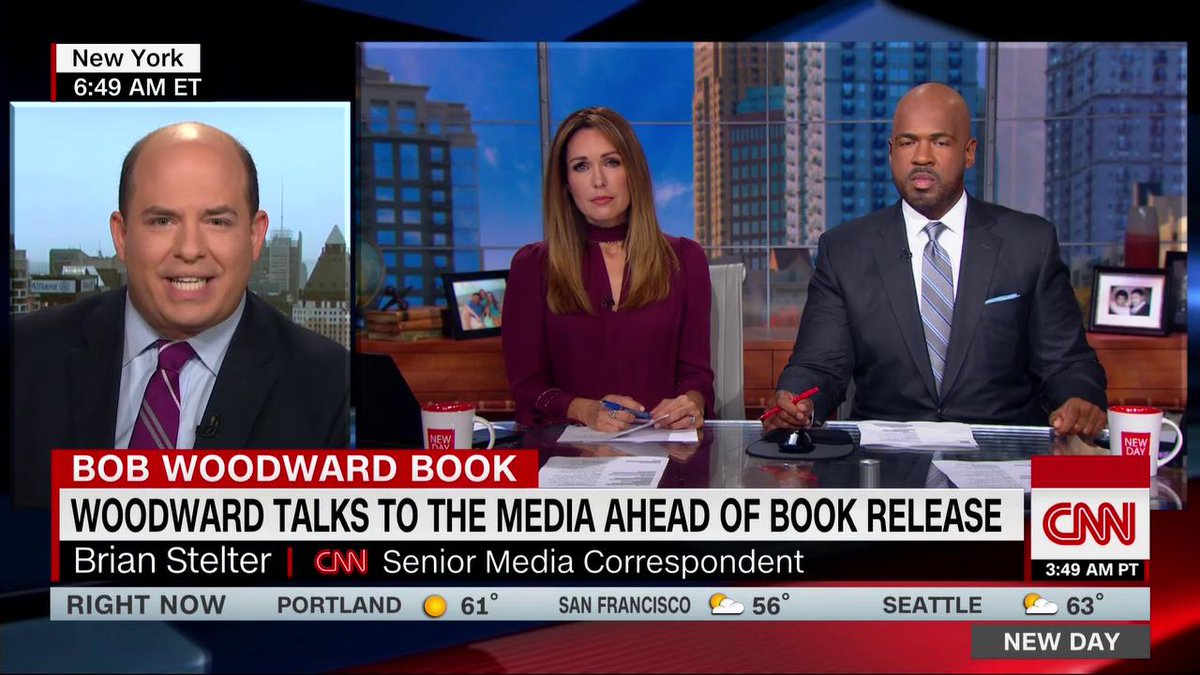 New York
6:49 AM ET
Allianz
NEW
DAY
NEW
DAY
BOB WOODWARD BOOK
WOODWARD TALKS TO THE MEDIA AHEAD OF BOOK RELEASE
Brian Stelter CNN Senior Media Correspondent
CNN
3:49 AM PT
RIGHT NOW PORTLAND 61° SAN FRANCISCO 56° SEATTLE 63°
NEW DAY